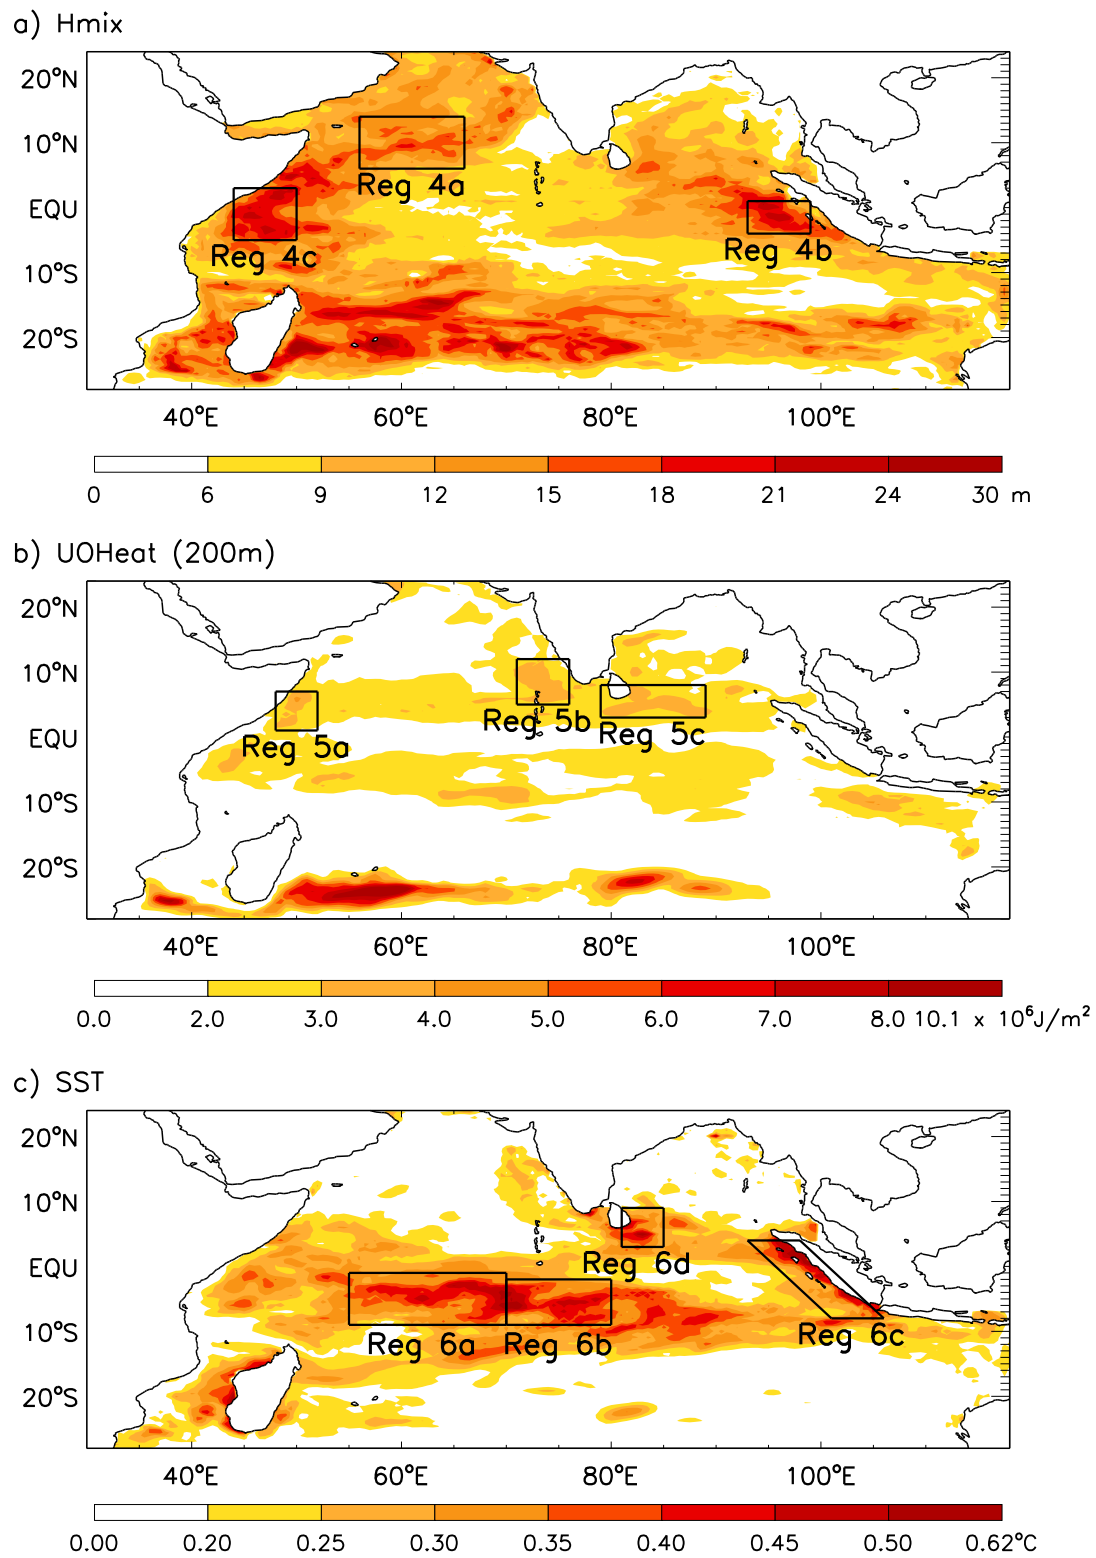 a) Hmix
20°N
10°N
EQU
10°S
20°S
Reg 4a
Reg 4c
Reg 4b
40°E 60°E 80°E 100°E
0 6 9 12 15 18 21 24 30 m
b) UOHeat (200m)
20°N
10°N
EQU
10°S
20°S
Reg 5a
Reg 5b
Reg 5c
40°E 60°E 80°E 100°E
0.0 2.0 3.0 4.0 5.0 6.0 7.0 8.0 10.1 x 10⁶J/m²
c) SST
20°N
10°N
EQU
10°S
20°S
Reg 6d
Reg 6a
Reg 6b
Reg 6c
40°E 60°E 80°E 100°E
0.00 0.20 0.25 0.30 0.35 0.40 0.45 0.50 0.62°C